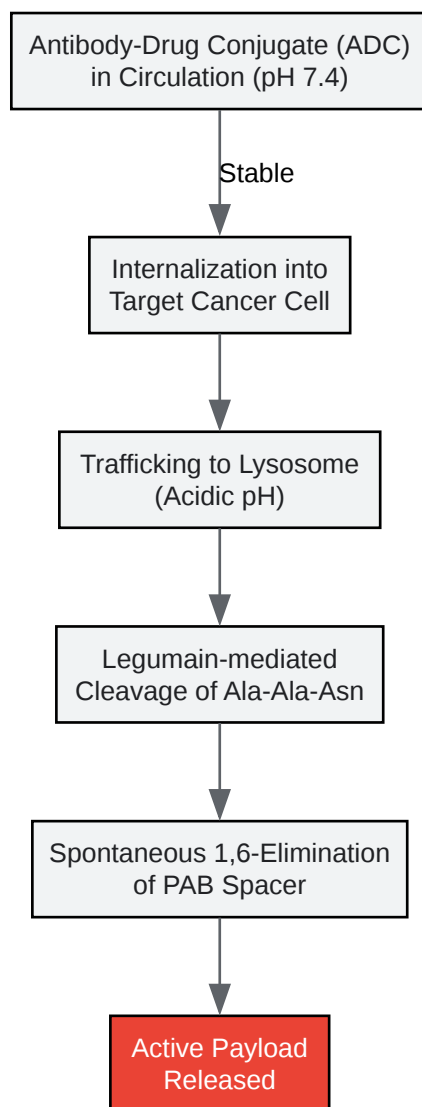 Antibody-Drug Conjugate (ADC)
in Circulation (pH 7.4)
Stable
Internalization into
Target Cancer Cell
Trafficking to Lysosome
(Acidic pH)
Legumain-mediated
Cleavage of Ala-Ala-Asn
Spontaneous 1,6-Elimination
of PAB Spacer
Active Payload
Released